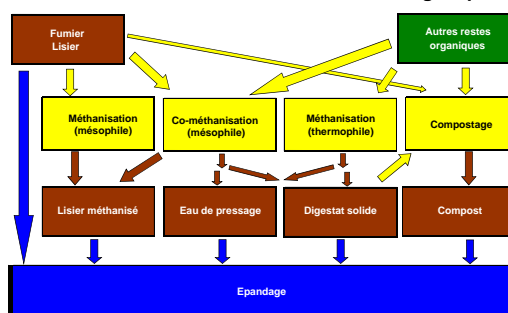 Fumier
Lisier
Autres restes
organiques
Méthanisation
(mésophile)
Co-méthanisation
(mésophile)
Méthanisation
(thermophile)
Compostage
Lisier méthanisé
Eau de pressage
Digestat solide
Compost
Epandage